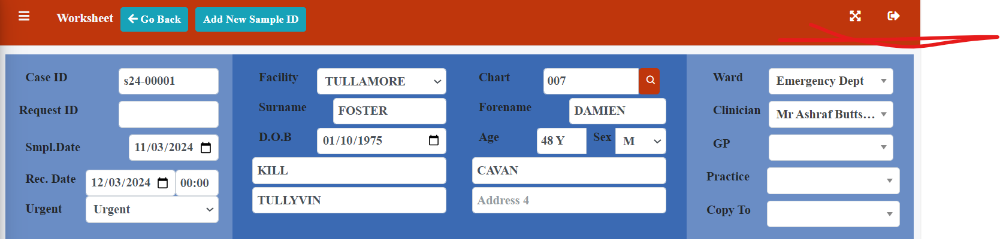 Worksheet Go Back Add New Sample ID
Case ID s24-00001 Facility TULLAMORE Chart 007 Ward Emergency Dept
Request ID Surname FOSTER Forename DAMIEN Clinician Mr Ashraf Butts...
Smpl.Date 11/03/2024 D.O.B 01/10/1975 Age 48 Y Sex M GP
Rec. Date 12/03/2024 00:00 KILL CAVAN Practice
Urgent Urgent TULLYVIN Address 4 Copy To